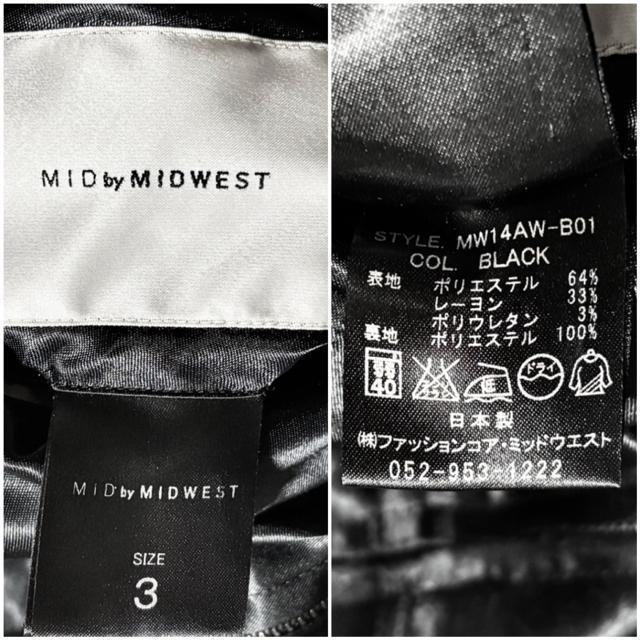 MID by MIDWEST
MID by MIDWEST
SIZE
3
STYLE. MW14AW-B01
COL. BLACK
表地 ポリエステル 64%
レーヨン 33%
ポリウレタン 3%
裏地 ポリエステル 100%
40 ドライ
日本製
㈱ファッションコア・ミッドウエスト
052-953-1222